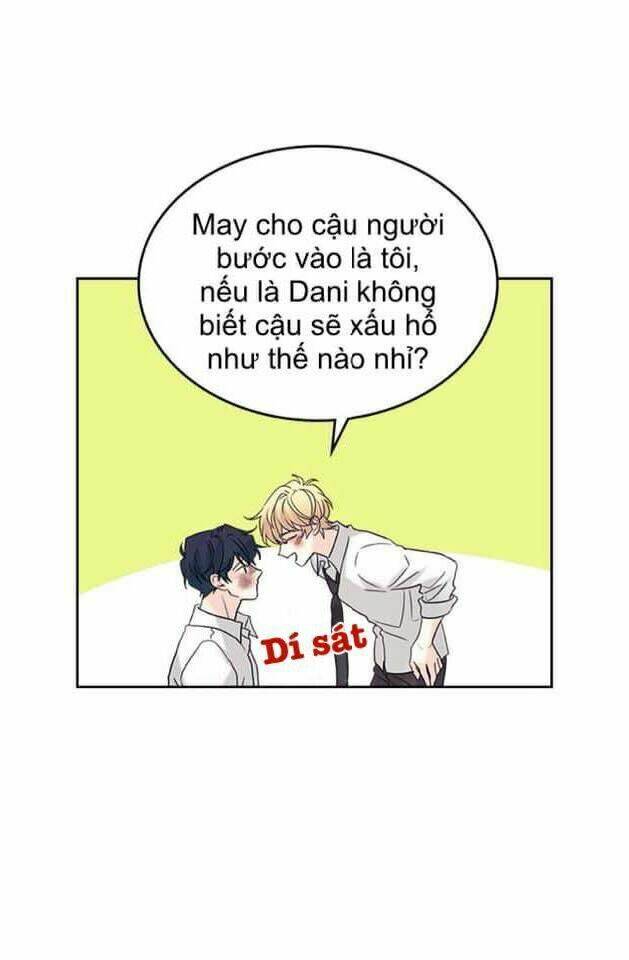 May cho cậu người
bước vào là tôi,
nếu là Dani không
biết cậu sẽ xấu hổ
như thế nào nhỉ?
Dí sát